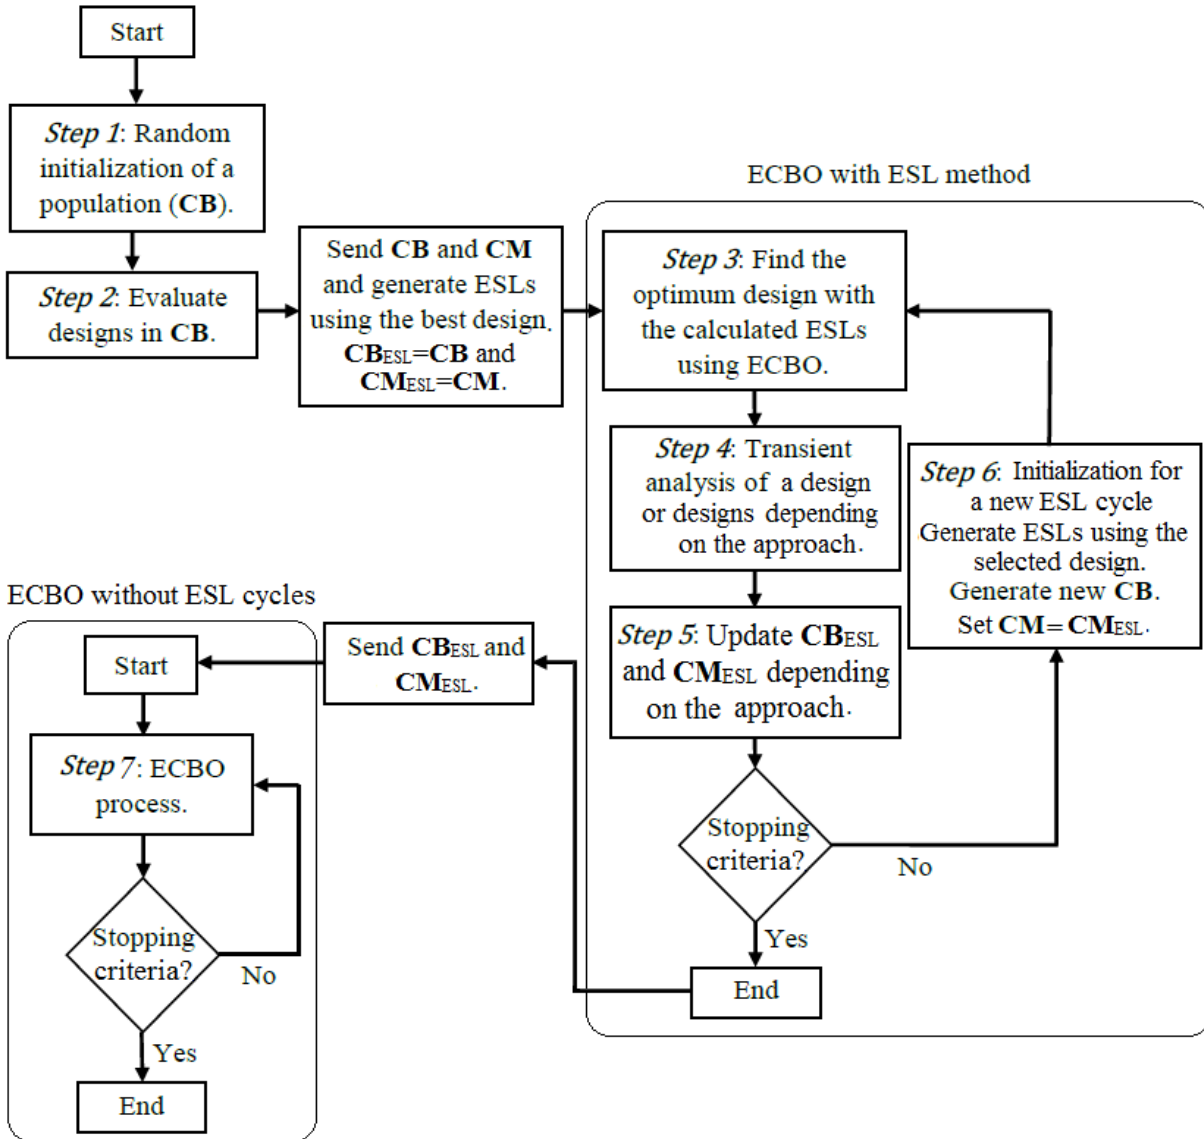 Start
Step 1: Random
initialization of a
population (CB).
Step 2: Evaluate
designs in CB.
Send CB and CM
and generate ESLs
using the best design.
CBESL=CB and
CMESL=CM.
ECBO with ESL method
Step 3: Find the
optimum design with
the calculated ESLs
using ECBO.
Step 4: Transient
analysis of a design
or designs depending
on the approach.
Step 5: Update CBESL
and CMESL depending
on the approach.
Stopping
criteria?
No
Yes
End
Step 6: Initialization for
a new ESL cycle
Generate ESLs using the
selected design.
Generate new CB.
Set CM= CMESL.
Send CBESL and
CMESL.
ECBO without ESL cycles
Start
Step 7: ECBO
process.
Stopping
criteria?
No
Yes
End